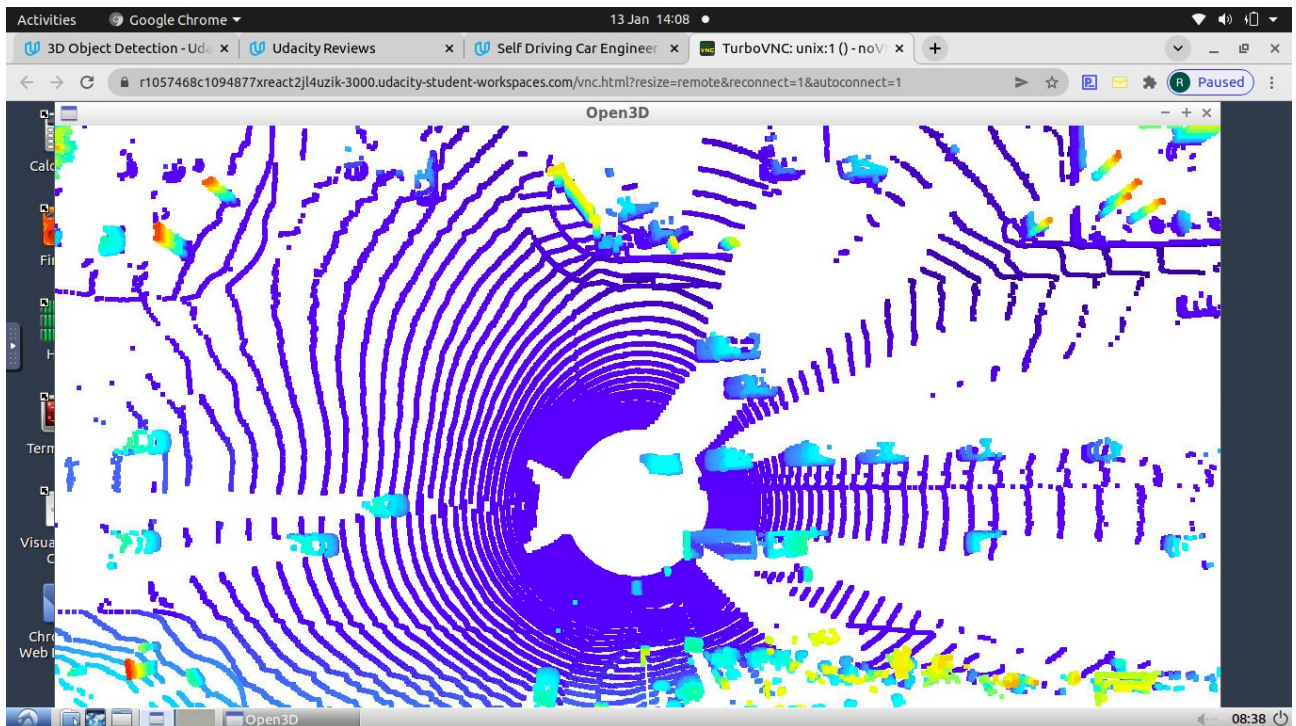 Activities Google Chrome 13 Jan 14:08
3D Object Detection - Uda Udacity Reviews Self Driving Car Engineer TurboVNC: unix:1 () - noV
r1057468c1094877xreact2jl4uzik-3000.udacity-student-workspaces.com/vnc.html?resize=remote&reconnect=1&autoconnect=1 R Paused
Open3D
Calc
Fir
H
Term
Visua
C
Chro
Web
Open3D 08:38